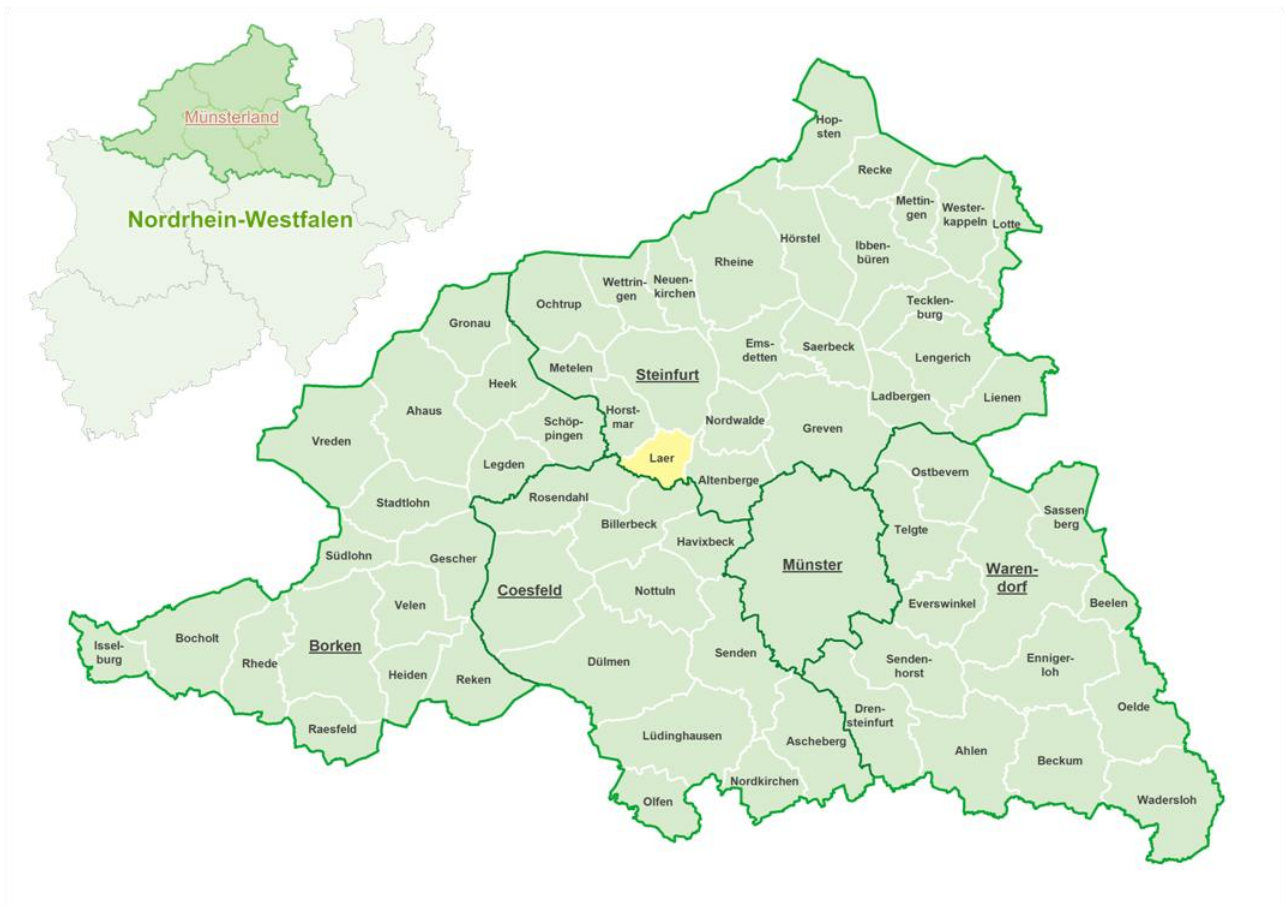 Münsterland
Nordrhein-Westfalen
Hop-
sten
Recke
Mettin-
gen
Wester-
kappeln
Lotte
Hörstel
Ibben-
büren
Rheine
Wettrin-
gen
Neuen-
kirchen
Ochtrup
Tecklen-
burg
Gronau
Ems-
detten
Saerbeck
Lengerich
Metelen
Steinfurt
Heek
Ladbergen
Lienen
Ahaus
Horst-
mar
Nordwalde
Schöp-
pingen
Greven
Vreden
Laer
Legden
Ostbevern
Altenberge
Stadtlohn
Rosendahl
Sassen
berg
Billerbeck
Telgte
Havixbeck
Südlohn
Gescher
Münster
Waren-
dorf
Coesfeld
Nottuln
Velen
Everswinkel
Beelen
Issel-
burg
Bocholt
Rhede
Borken
Senden
Dülmen
Senden-
horst
Enniger-
loh
Heiden
Reken
Oelde
Raesfeld
Dren-
steinfurt
Lüdinghausen
Ascheberg
Ahlen
Beckum
Nordkirchen
Olfen
Wadersloh